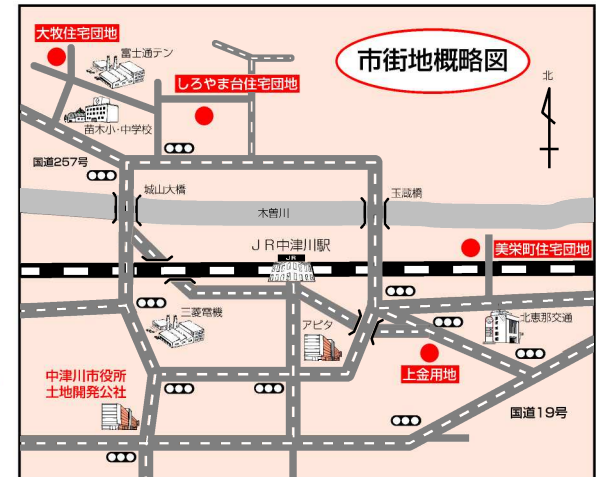 大牧住宅団地
富士通テン
市街地概略図
しろやま台住宅団地
北
苗木小・中学校
国道257号
城山大橋
玉蔵橋
木曽川
JR中津川駅
JR
美栄町住宅団地
三菱電機
アピタ
北恵那交通
上金用地
中津川市役所
土地開発公社
国道19号